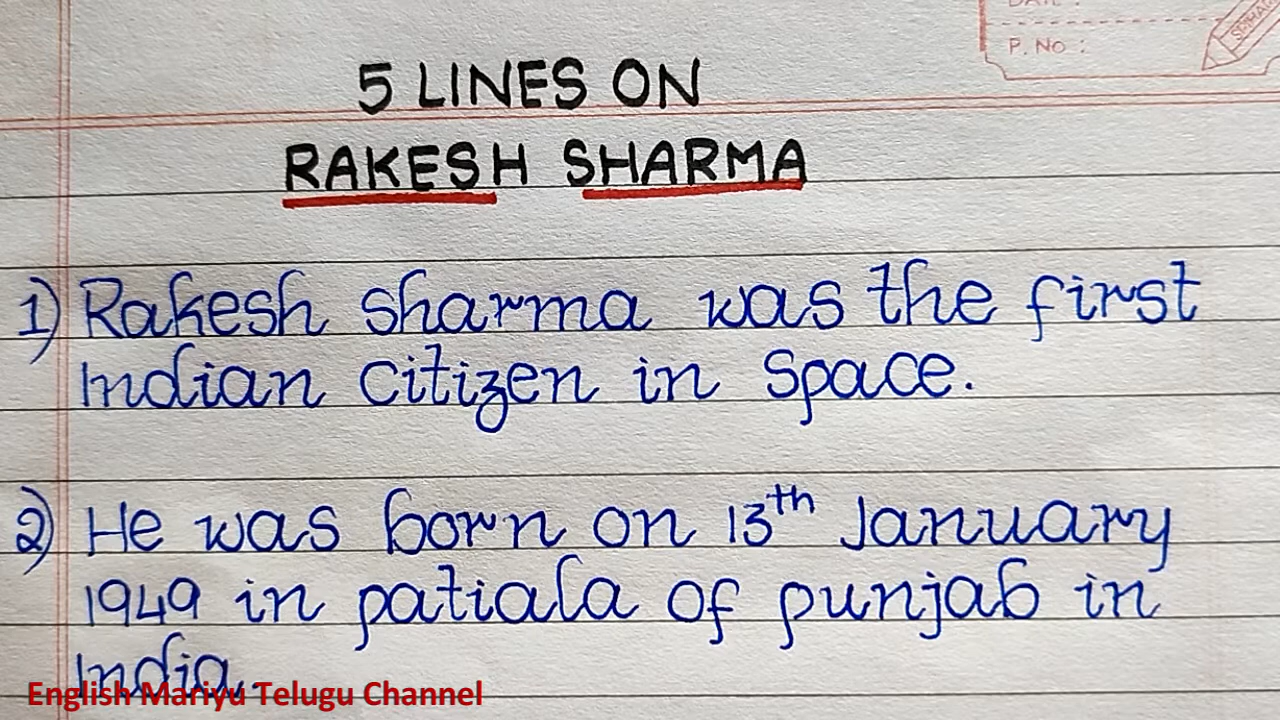 P. No :
5 LINES ON
RAKESH SHARMA
1) Rakesh sharma was the first
Indian citizen in Space.
2) He was born on 13th January
1949 in patiala of punjab in
India.
English Mariyu Telugu Channel